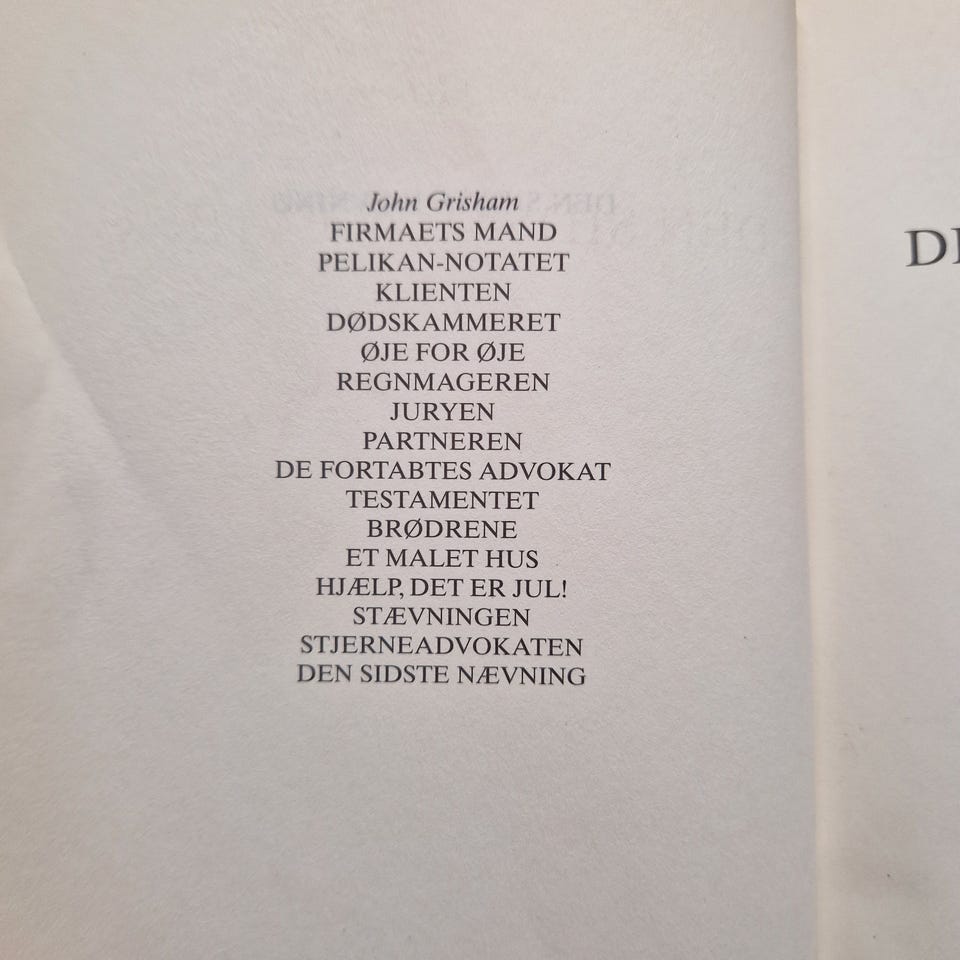 John Grisham
FIRMAETS MAND
PELIKAN-NOTATET
KLIENTEN
DØDSKAMMERET
ØJE FOR ØJE
REGNMAGEREN
JURYEN
PARTNEREN
DE FORTABTES ADVOKAT
TESTAMENTET
BRØDRENE
ET MALET HUS
HJÆLP, DET ER JUL!
STÆVNINGEN
STJERNEADVOKATEN
DEN SIDSTE NÆVNING